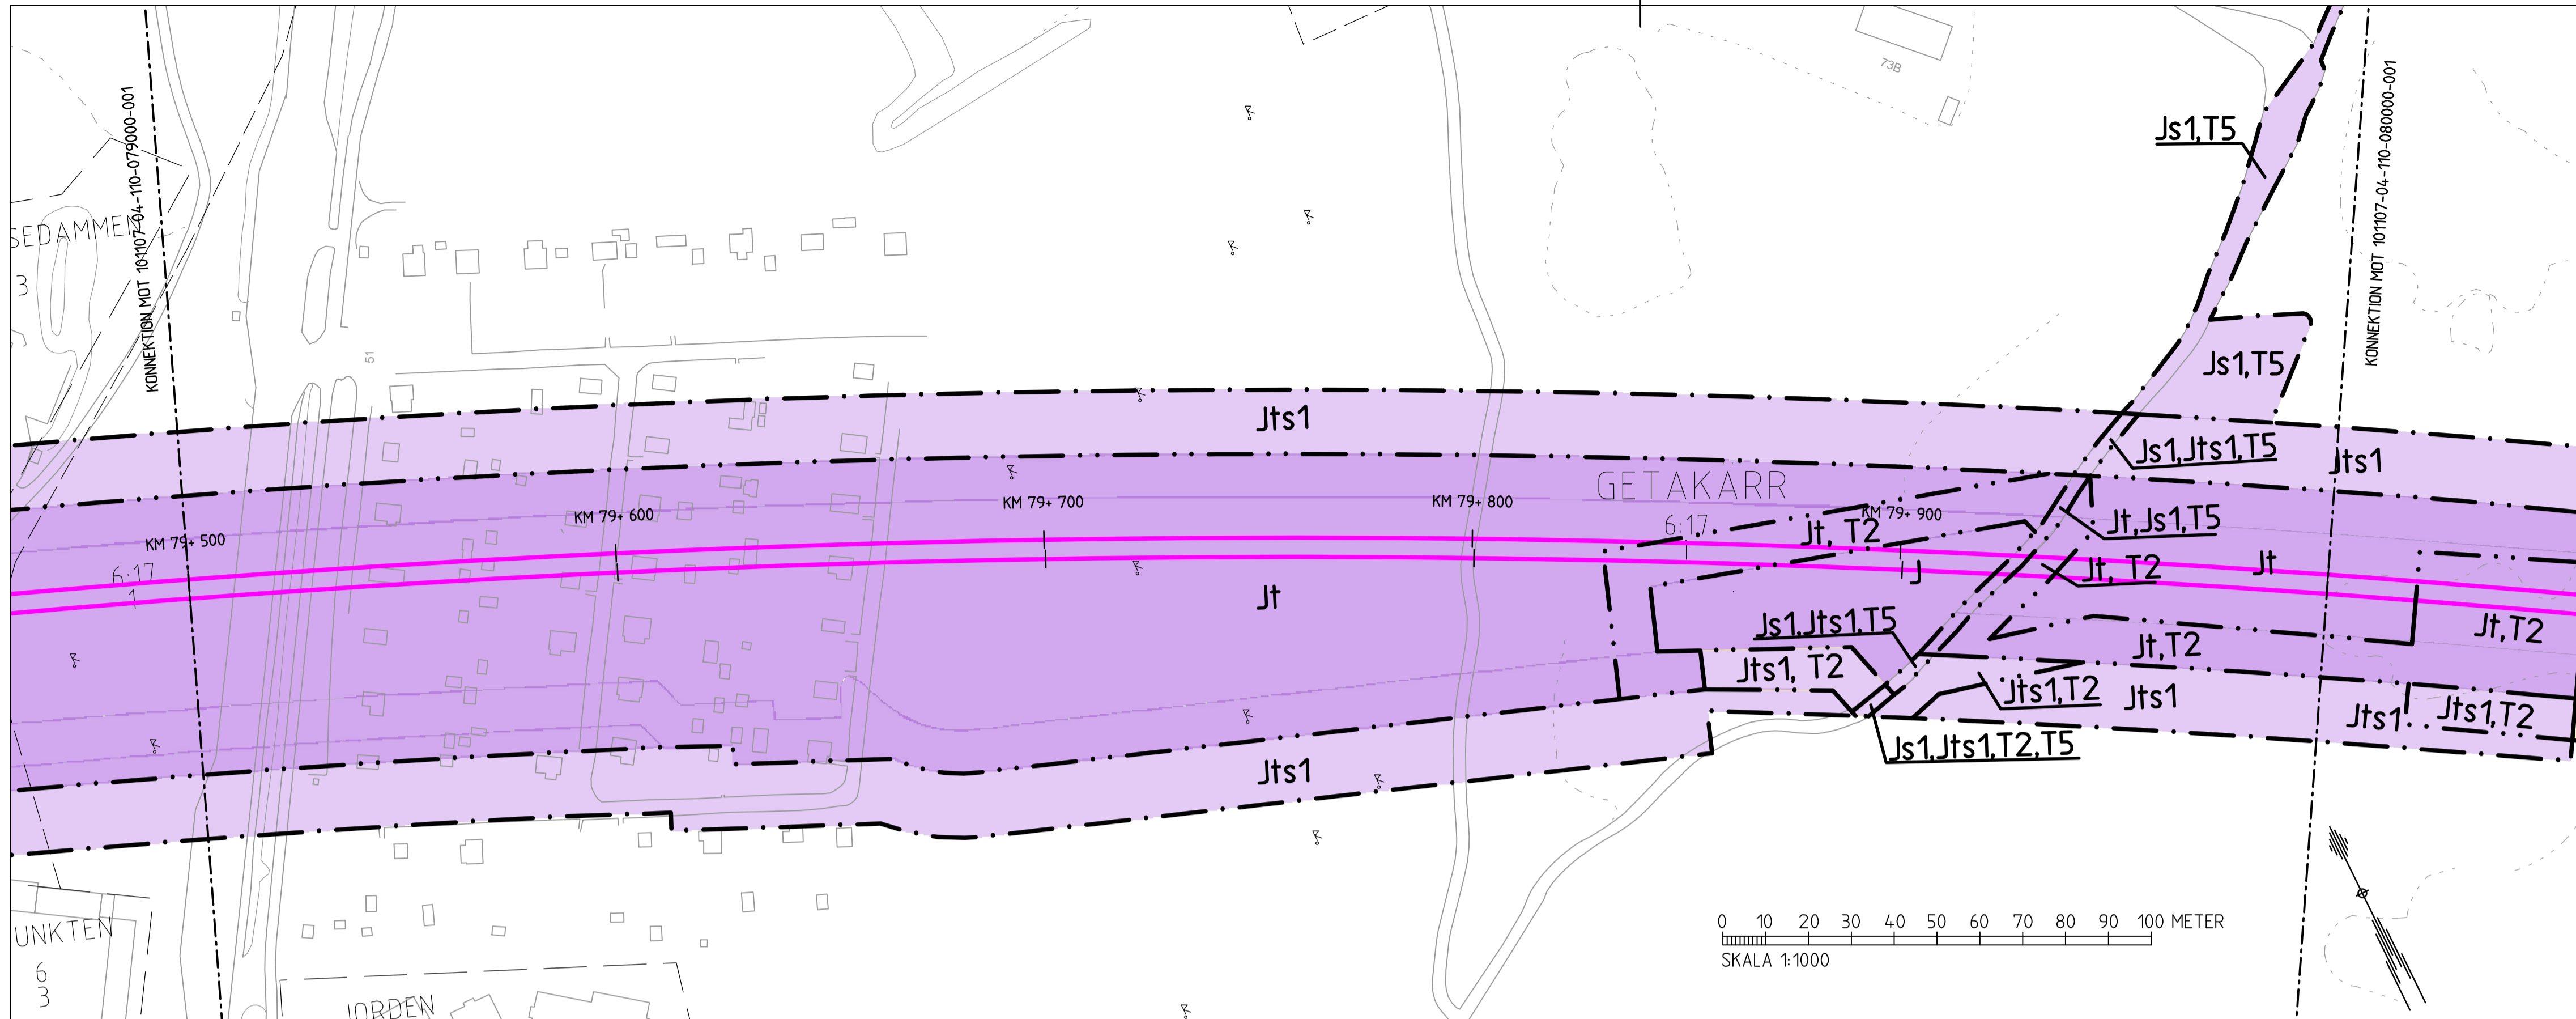 KONNEKTION MOT 101107-04-110-079000-001
KONNEKTION MOT 101107-04-110-080000-001
73B
Js1,T5
SEDAMMEN
3
51
Js1,T5
Jts1
Js1,Jts1,T5
Jts1
GETAKARR
6:17
KM 79+ 500
KM 79+ 600
KM 79+ 700
KM 79+ 800
KM 79+ 900
Jt, T2
Jt,Js1,T5
6:17
1
J
Jt, T2
Jt
Jt
Js1,Jts1,T5
Jt,T2
Jt,T2
Jts1, T2
Jts1,T2
Jts1
Jts1
Jts1,T2
Js1,Jts1,T2,T5
Jts1
UNKTEN
6
3
JORDEN
0 10 20 30 40 50 60 70 80 90 100 METER
SKALA 1:1000